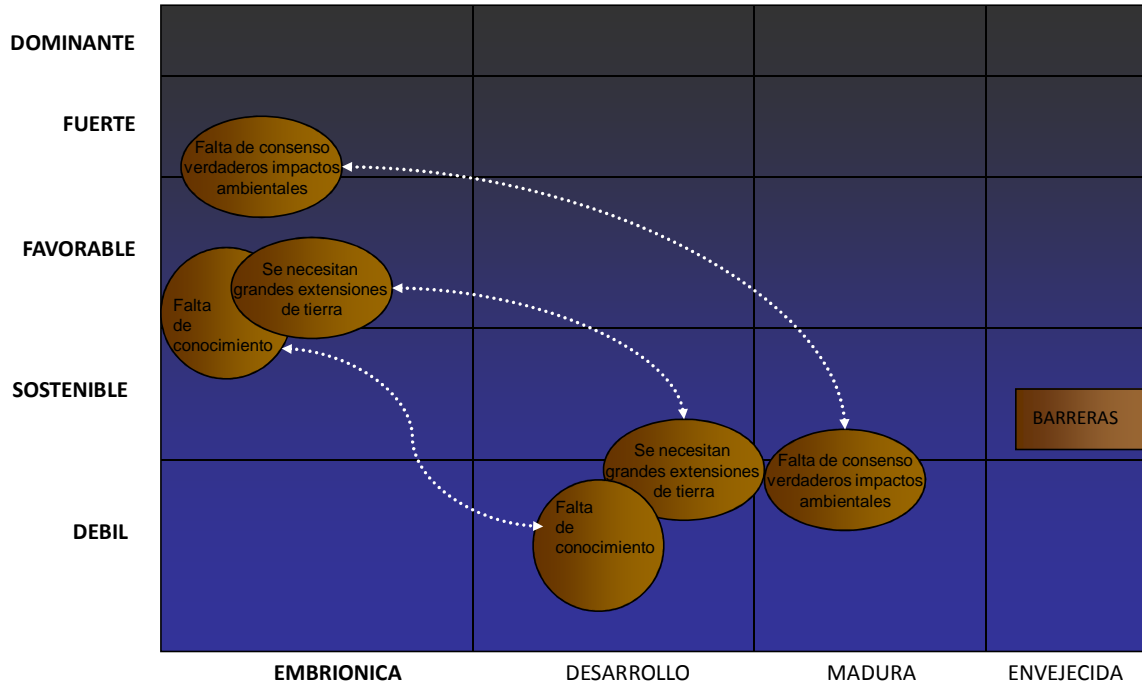 DOMINANTE
FUERTE
Falta de consenso
verdaderos impactos
ambientales
FAVORABLE
Se necesitan
grandes extensiones
de tierra
Falta
de
conocimiento
SOSTENIBLE
BARRERAS
Se necesitan
grandes extensiones
de tierra
Falta de consenso
verdaderos impactos
ambientales
Falta
de
conocimiento
DEBIL
EMBRIONICA
DESARROLLO
MADURA
ENVEJECIDA